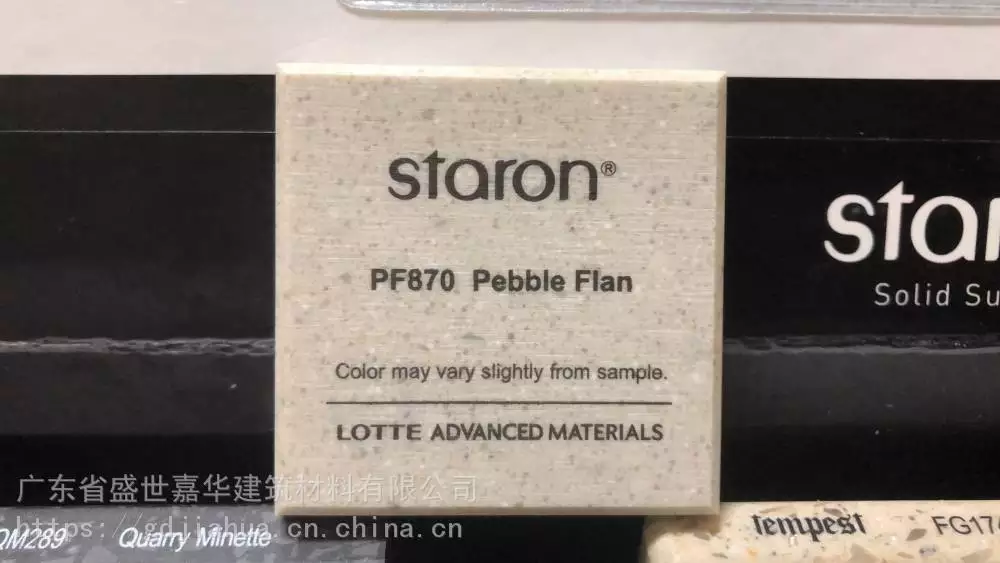 staron®
PF870 Pebble Flan
Color may vary slightly from sample.
LOTTE ADVANCED MATERIALS
star
Solid Su
广东省盛世嘉华建筑材料有限公司
https://gdjiahua.cn.china.cn
QM289 Quarry Minette
tempest FG174